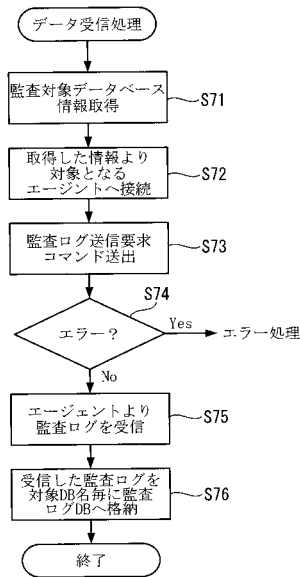 データ受信処理
監査対象データベース
情報取得
S71
取得した情報より
対象となる
エージントへ接続
S72
監査ログ送信要求
コマンド送出
S73
S74
エラー?
Yes
エラー処理
No
エージェントより
監査ログを受信
S75
受信した監査ログを
対象DB名毎に監査
ログDBへ格納
S76
終了